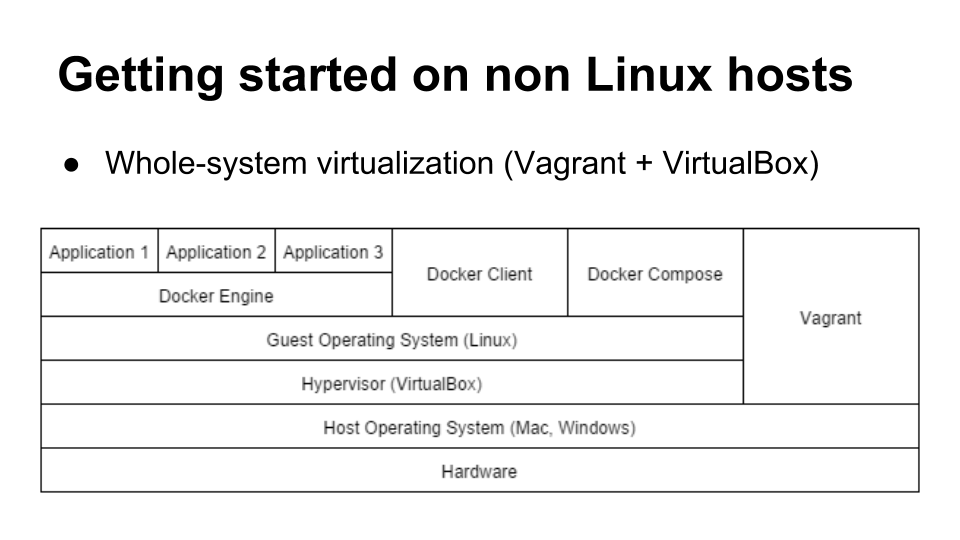 Getting started on non Linux hosts
● Whole-system virtualization (Vagrant + VirtualBox)
Application 1
Application 2
Application 3
Docker Client
Docker Compose
Vagrant
Docker Engine
Guest Operating System (Linux)
Hypervisor (VirtualBox)
Host Operating System (Mac, Windows)
Hardware